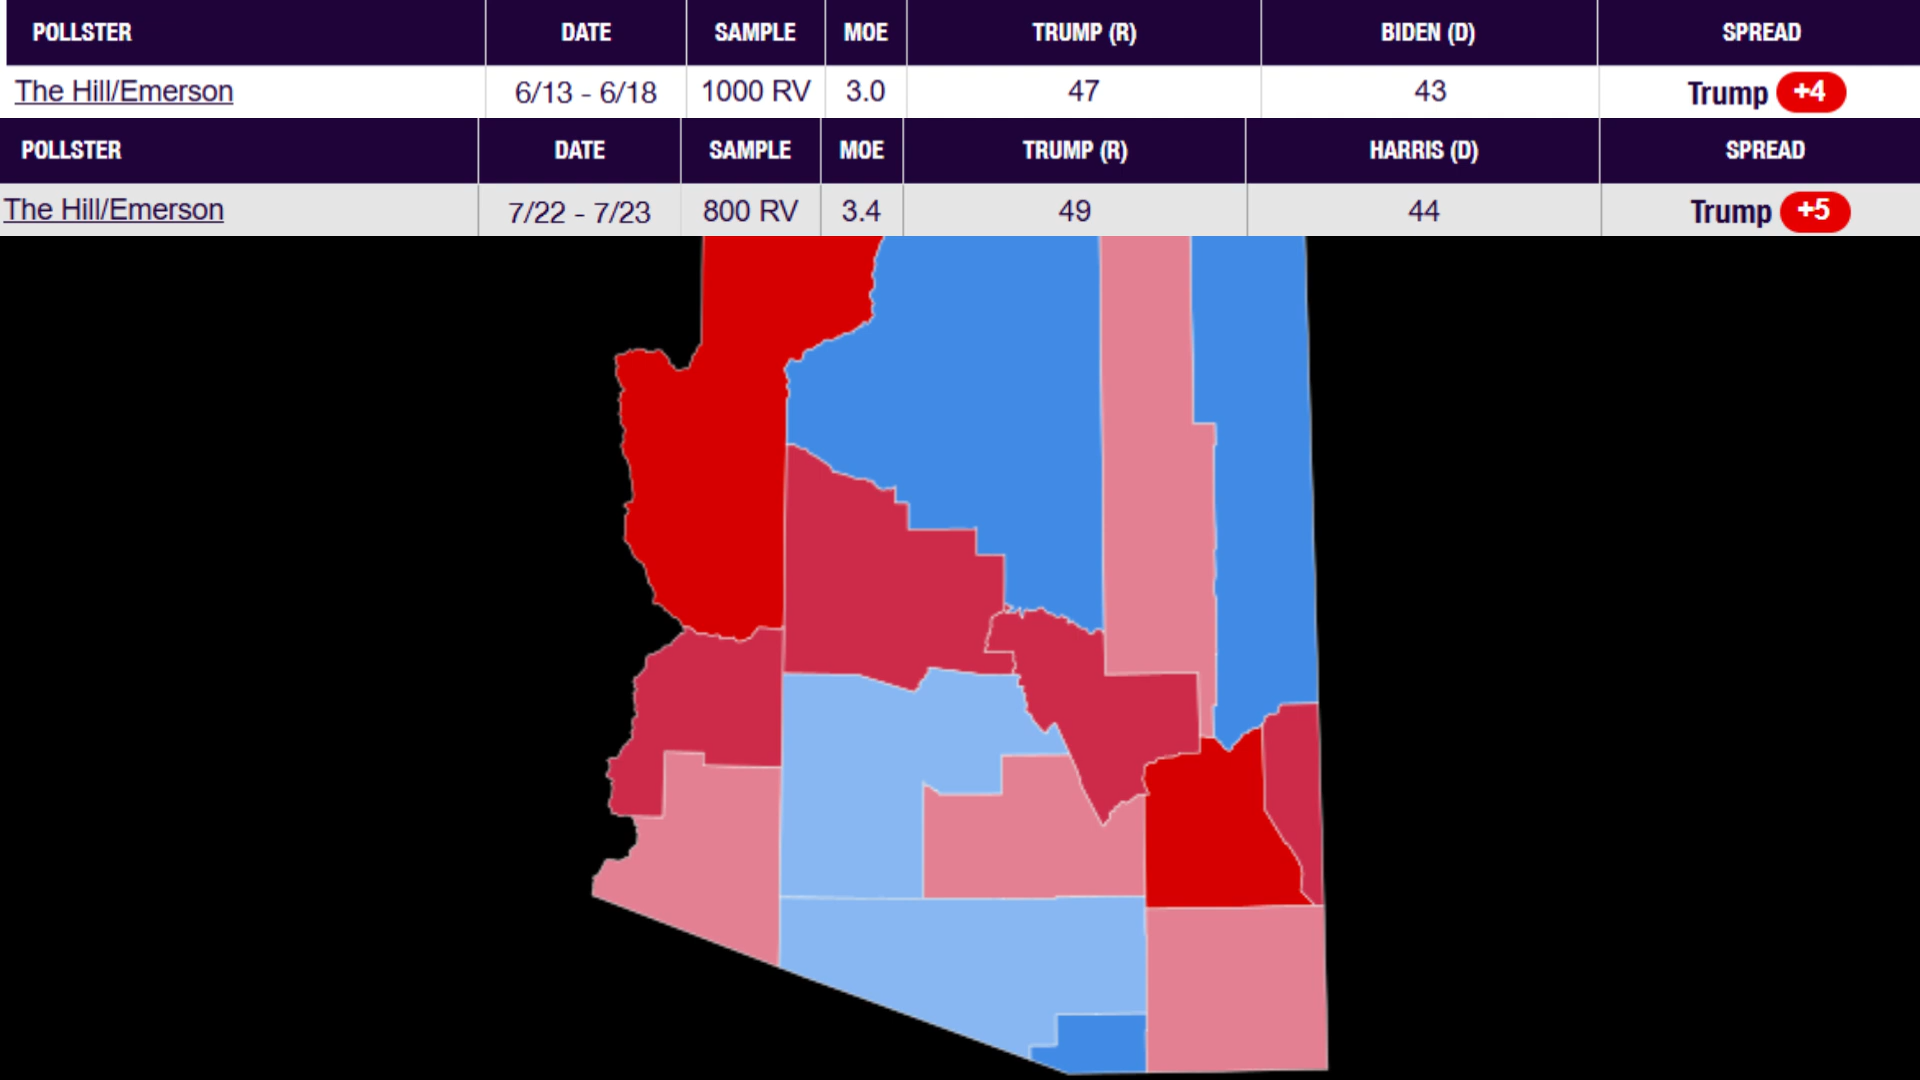 POLLSTER DATE SAMPLE MOE TRUMP (R) BIDEN (D) SPREAD
The Hill/Emerson 6/13 - 6/18 1000 RV 3.0 47 43 Trump +4
POLLSTER DATE SAMPLE MOE TRUMP (R) HARRIS (D) SPREAD
The Hill/Emerson 7/22 - 7/23 800 RV 3.4 49 44 Trump +5